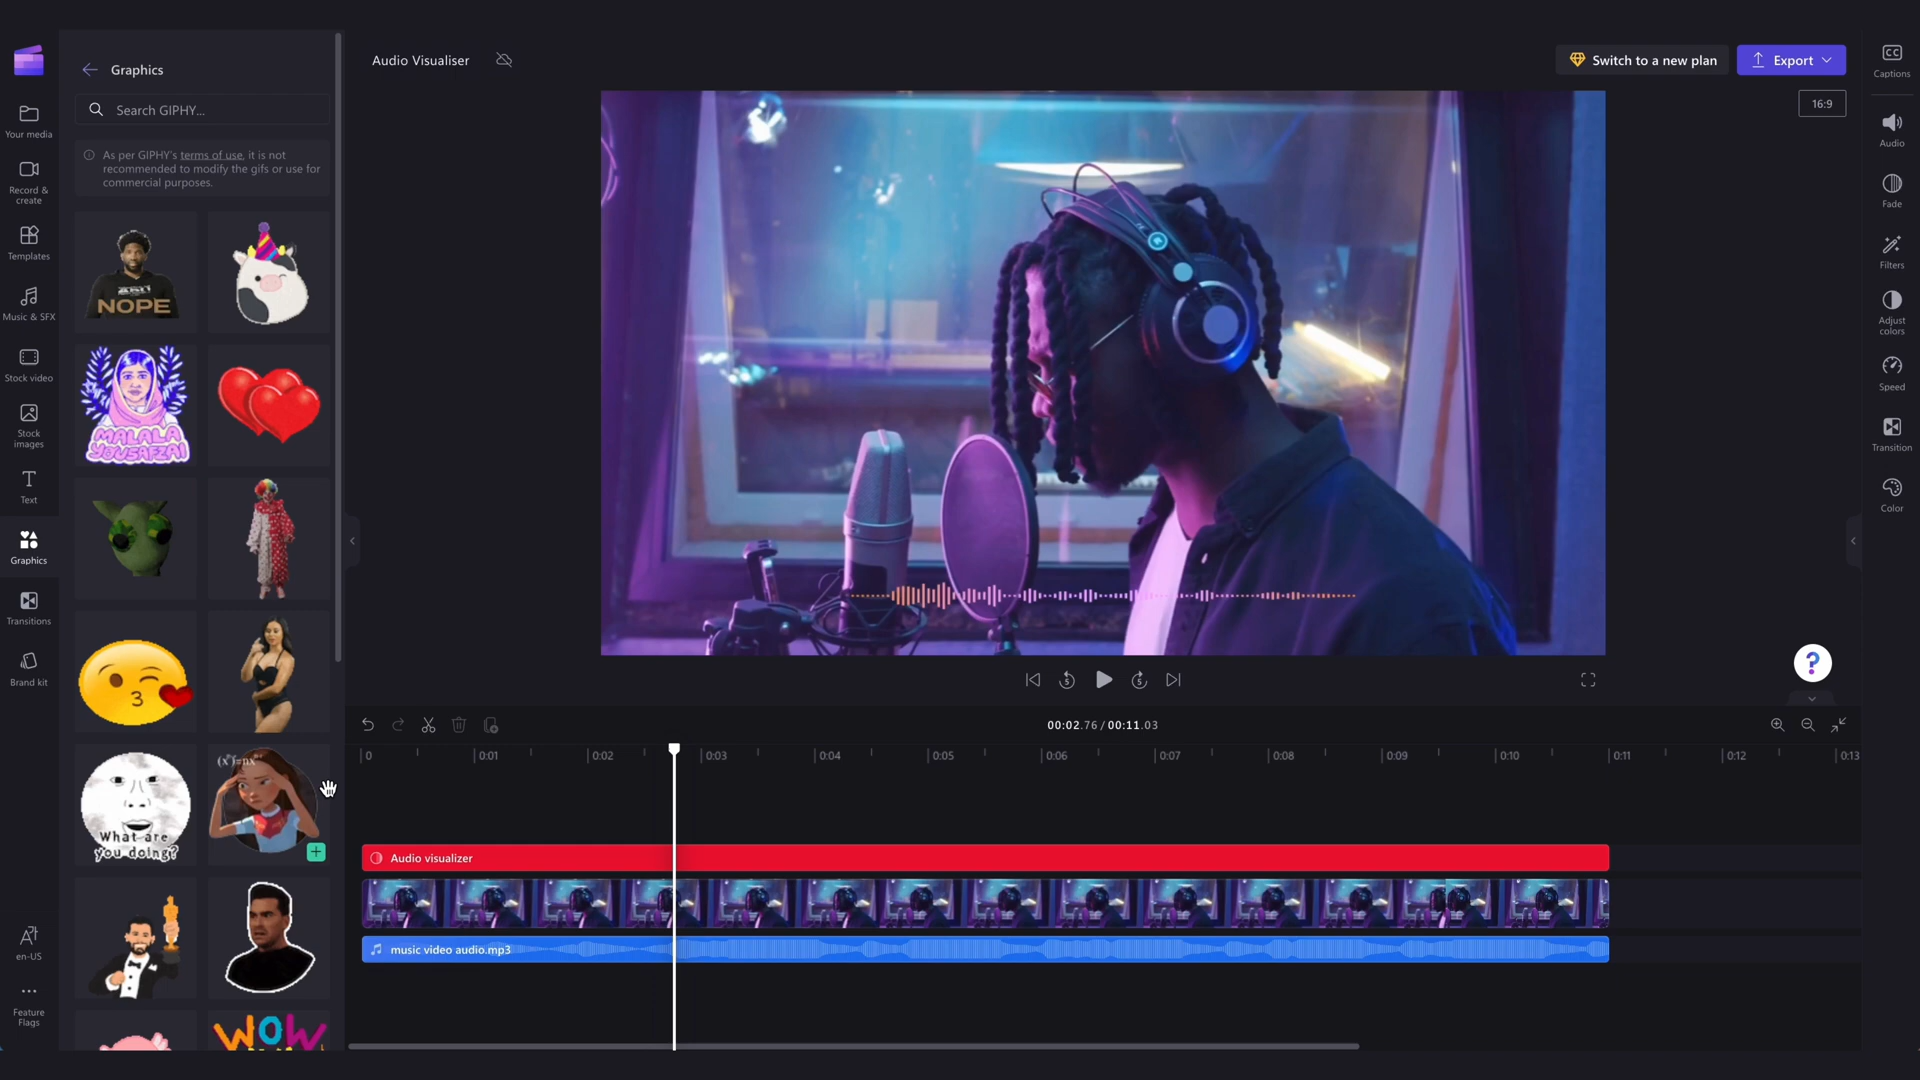 Graphics
Search GIPHY...
As per GIPHY's terms of use, it is not
recommended to modify the gifs or use for
commercial purposes.
NOPE
MALALA
YOUSAFZAI
What are
you doing?
WOW
Your media
Record &
create
Templates
Music & SFX
Stock video
Stock
images
Text
Graphics
Transitions
Brand kit
en-US
Feature
Flags
Audio Visualiser
Switch to a new plan
Export
16:9
CC
Captions
Audio
Fade
Filters
Adjust
colors
Speed
Transition
Color
?
5
5
00:02.76 / 00:11.03
0
0:01
0:02
0:03
0:04
0:05
0:06
0:07
0:08
0:09
0:10
0:11
0:12
0:13
Audio visualizer
music video audio.mp3